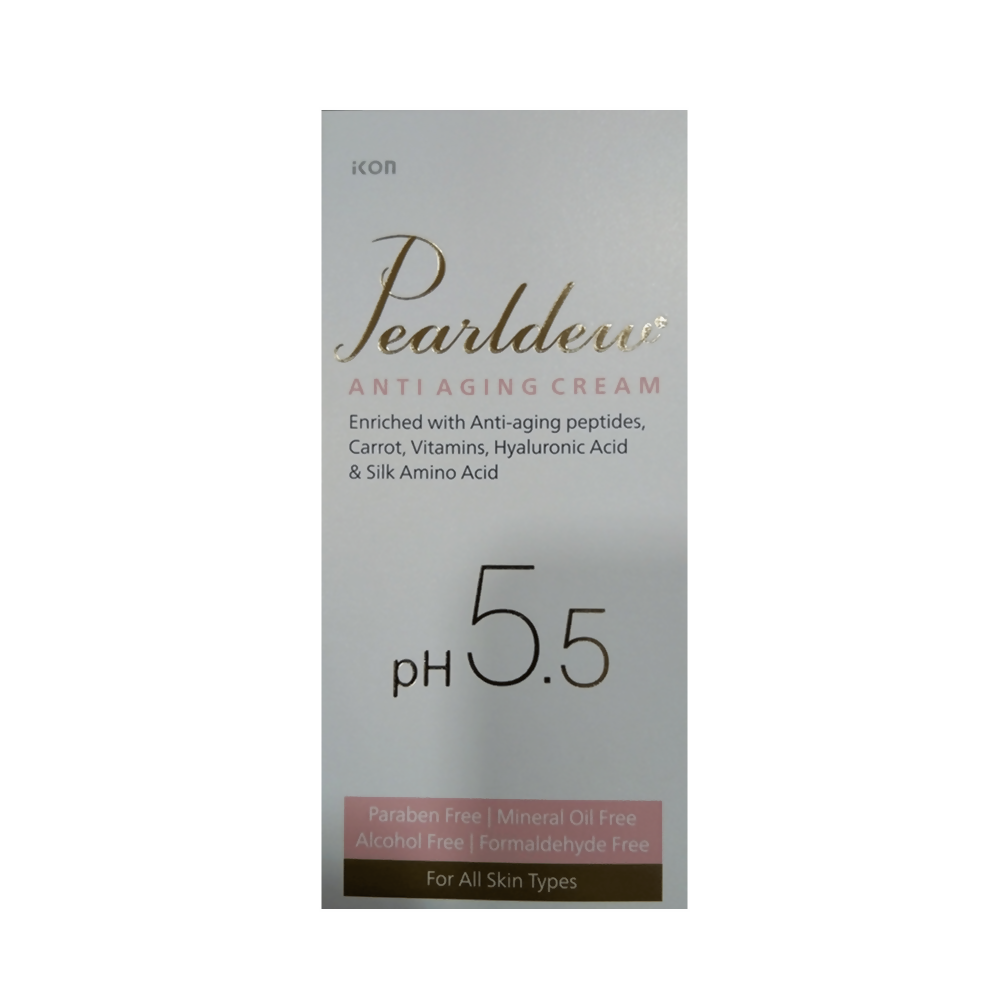 ikon
Pearldew®
ANTI AGING CREAM
Enriched with Anti-aging peptides,
Carrot, Vitamins, Hyaluronic Acid
& Silk Amino Acid
pH 5.5
Paraben Free | Mineral Oil Free
Alcohol Free | Formaldehyde Free
For All Skin Types